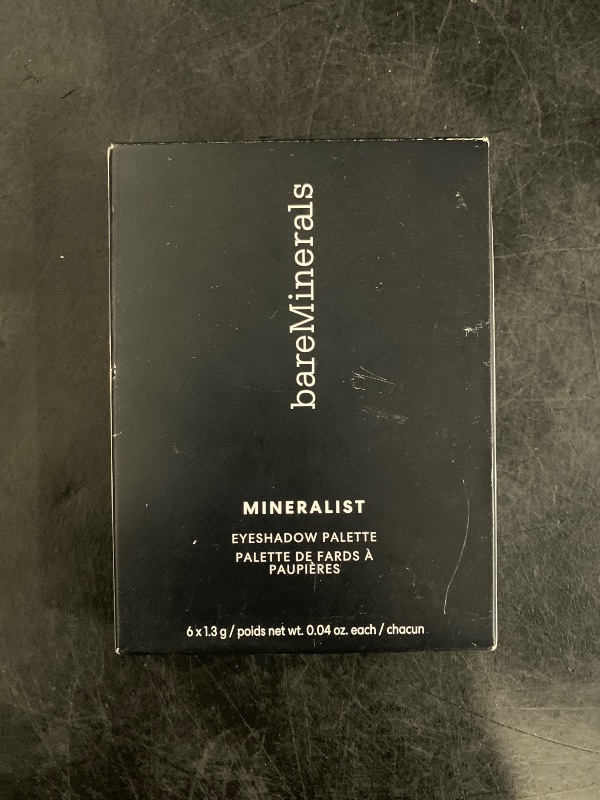 bareMinerals
MINERALIST
EYESHADOW PALETTE
PALETTE DE FARDS À
PAUPIÈRES
6 x 1.3 g / poids net wt. 0.04 oz. each / chacun